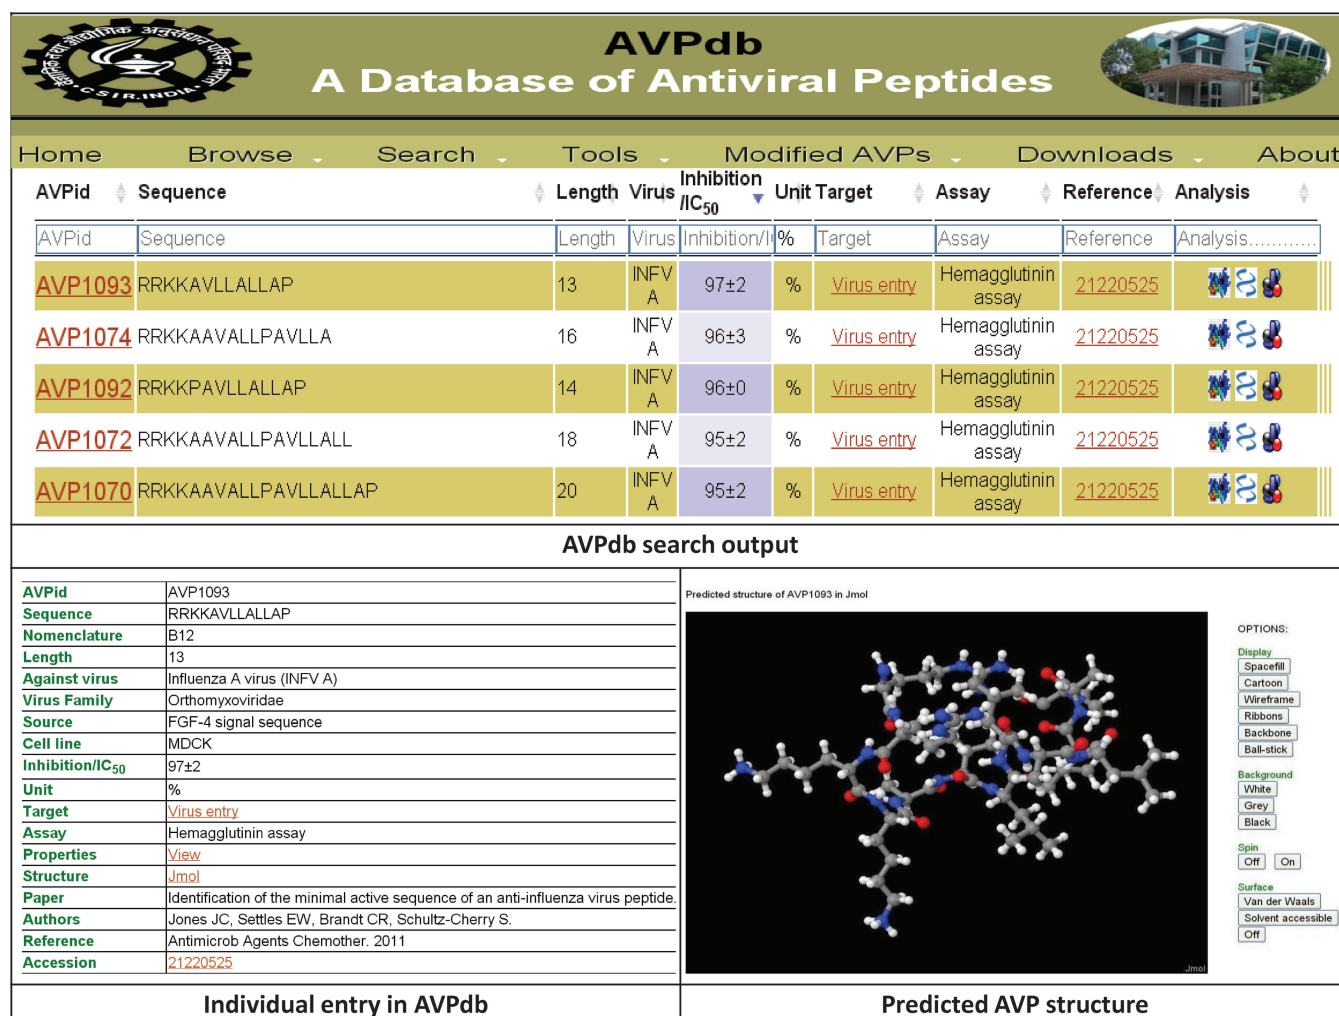 AVPdb
A Database of Antiviral Peptides
CSIR-INDIA
Home Browse Search Tools Modified AVPs Downloads About
AVPid Sequence Length Virus Inhibition/IC50 Unit Target Assay Reference Analysis
AVPid Sequence Length Virus Inhibition/I % Target Assay Reference Analysis............
AVP1093 RRKKAVLLALLAP 13 INFV A 97±2 % Virus entry Hemagglutinin assay 21220525
AVP1074 RRKKAAVALLPAVLLA 16 INFV A 96±3 % Virus entry Hemagglutinin assay 21220525
AVP1092 RRKKPAVLLALLAP 14 INFV A 96±0 % Virus entry Hemagglutinin assay 21220525
AVP1072 RRKKAAVALLPAVLLALL 18 INFV A 95±2 % Virus entry Hemagglutinin assay 21220525
AVP1070 RRKKAAVALLPAVLLALLAP 20 INFV A 95±2 % Virus entry Hemagglutinin assay 21220525
AVPdb search output
AVPid AVP1093
Sequence RRKKAVLLALLAP
Nomenclature B12
Length 13
Against virus Influenza A virus (INFV A)
Virus Family Orthomyxoviridae
Source FGF-4 signal sequence
Cell line MDCK
Inhibition/IC50 97±2
Unit %
Target Virus entry
Assay Hemagglutinin assay
Properties View
Structure Jmol
Paper Identification of the minimal active sequence of an anti-influenza virus peptide.
Authors Jones JC, Settles EW, Brandt CR, Schultz-Cherry S.
Reference Antimicrob Agents Chemother. 2011
Accession 21220525
Individual entry in AVPdb
Predicted structure of AVP1093 in Jmol
OPTIONS:
Display
Spacefill
Cartoon
Wireframe
Ribbons
Backbone
Ball-stick
Background
White
Grey
Black
Spin
Off On
Surface
Van der Waals
Solvent accessible
Off
Jmol
Predicted AVP structure